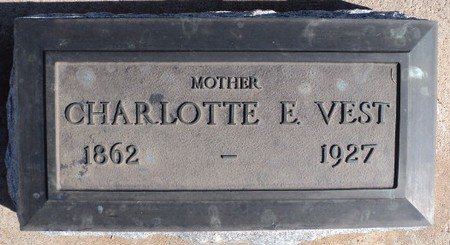 MOTHER
CHARLOTTE E. VEST
1862 – 1927